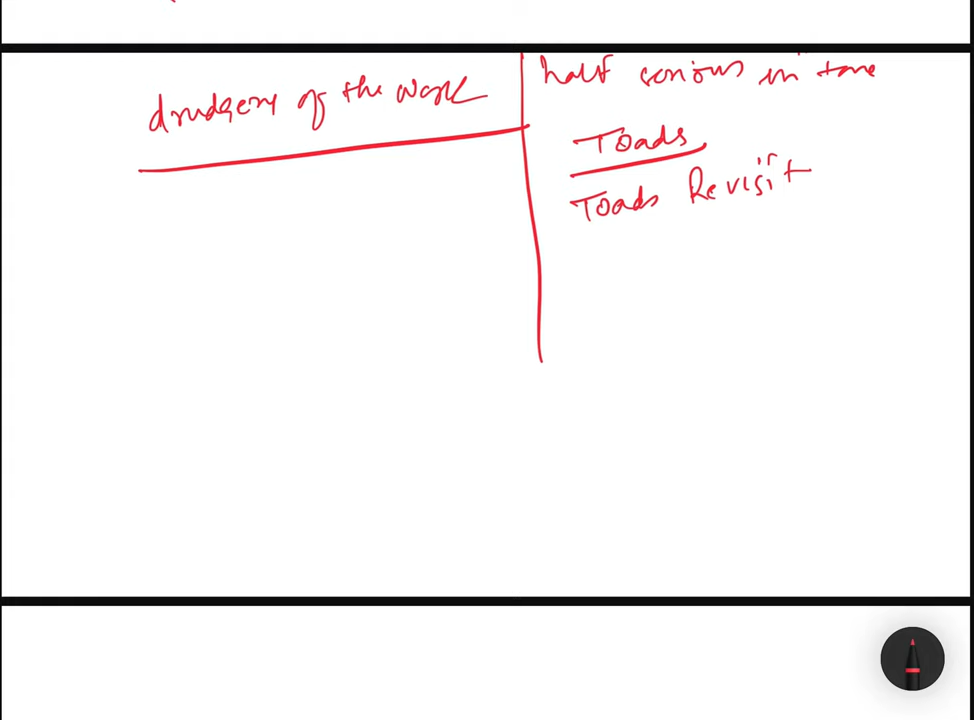 drudgery of the work
half serious in tone
Toads
Toads Revisit